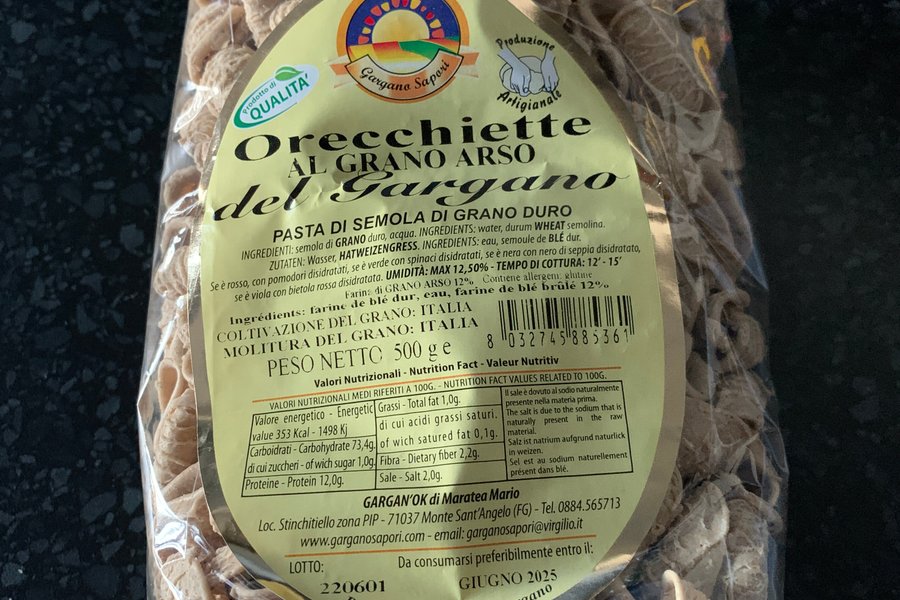 Gargano Sapori
Produzione
Artigianale
Prodotto di
QUALITA'
Orecchiette
AL GRANO ARSO
del Gargano
PASTA DI SEMOLA DI GRANO DURO
INGREDIENTI: semola di GRANO duro, acqua. INGREDIENTS: water, durum WHEAT semolina.
ZUTATEN: Wasser, HATWEIZENGRESS. INGREDIENTS: eau, semoule de BLÉ dur.
Se è rosso, con pomodori disidratati, se è verde con spinaci disidratati, se è nera con nero di seppia disidratato,
se è viola con bietola rossa disidratata. UMIDITÀ: MAX 12,50% - TEMPO DI COTTURA: 12' - 15'
Farina di GRANO ARSO 12% Contiene allergeni: glutine
Ingrédients: farine de blé dur, eau, farine de blé brûlé 12%
COLTIVAZIONE DEL GRANO: ITALIA
MOLITURA DEL GRANO: ITALIA
PESO NETTO 500 g e
8 032745 885361
Valori Nutrizionali - Nutrition Fact - Valeur Nutritiv
VALORI NUTRIZIONALI MEDI RIFERITI A 100G. - NUTRITION FACT VALUES RELATED TO 100G.
Valore energetico - Energetic
value 353 Kcal - 1498 Kj
Carboidrati - Carbohydrate 73,4g.
di cui zuccheri - of wich sugar 1,0g.
Proteine - Protein 12,0g.
Grassi - Total fat 1,0g.
di cui acidi grassi saturi.
of wich satured fat 0,1g.
Fibra - Dietary fiber 2,2g.
Sale - Salt 2,0g.
Il sale è dovuto al sodio naturalmente
presente nella materia prima.
The salt is due to the sodium that is
naturally present in the raw
material.
Salz ist natrium aufgrund naturlick
in weizen.
Sel est au sodium naturellement
présent dans blé.
GARGAN'OK di Maratea Mario
Loc. Stinchitiello zona PIP - 71037 Monte Sant'Angelo (FG) - Tel. 0884.565713
www.garganosapori.com - email: garganosapori@virgilio.it
LOTTO:
Da consumarsi preferibilmente entro il:
220601
GIUGNO 2025
Gargano